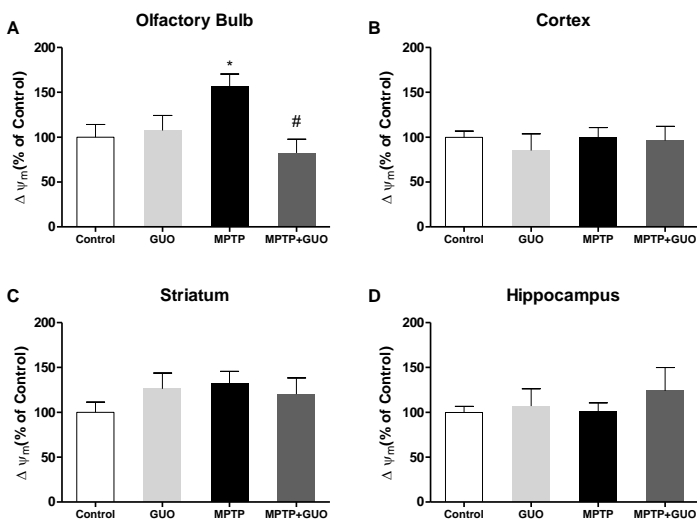 A
Olfactory Bulb
Δ ψm(% of Control)
200
150
100
50
0
*
#
Control GUO MPTP MPTP+GUO
B
Cortex
Δ ψm(% of Control)
200
150
100
50
0
Control GUO MPTP MPTP+GUO
C
Striatum
Δ ψm(% of Control)
200
150
100
50
0
Control GUO MPTP MPTP+GUO
D
Hippocampus
Δ ψm(% of Control)
200
150
100
50
0
Control GUO MPTP MPTP+GUO